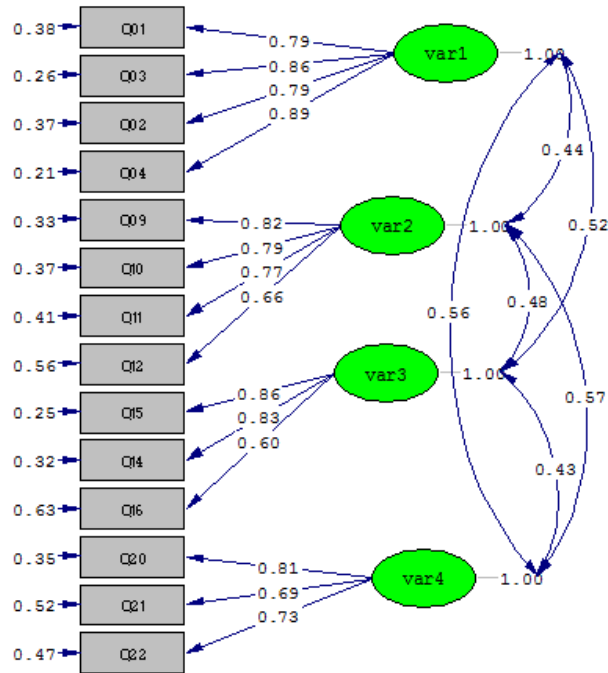 0.38 Q01
0.79
var1 1.00
0.26 Q03
0.86
0.37 Q02
0.79
0.21 Q04
0.89
0.44
0.33 Q09
0.82
var2 1.00
0.52
0.37 Q10
0.79
0.41 Q11
0.77
0.48
0.66
0.56
0.56 Q12
var3 1.00
0.25 Q15
0.86
0.57
0.32 Q14
0.83
0.60
0.43
0.63 Q16
0.35 Q20
0.81
var4 1.00
0.52 Q21
0.69
0.47 Q22
0.73